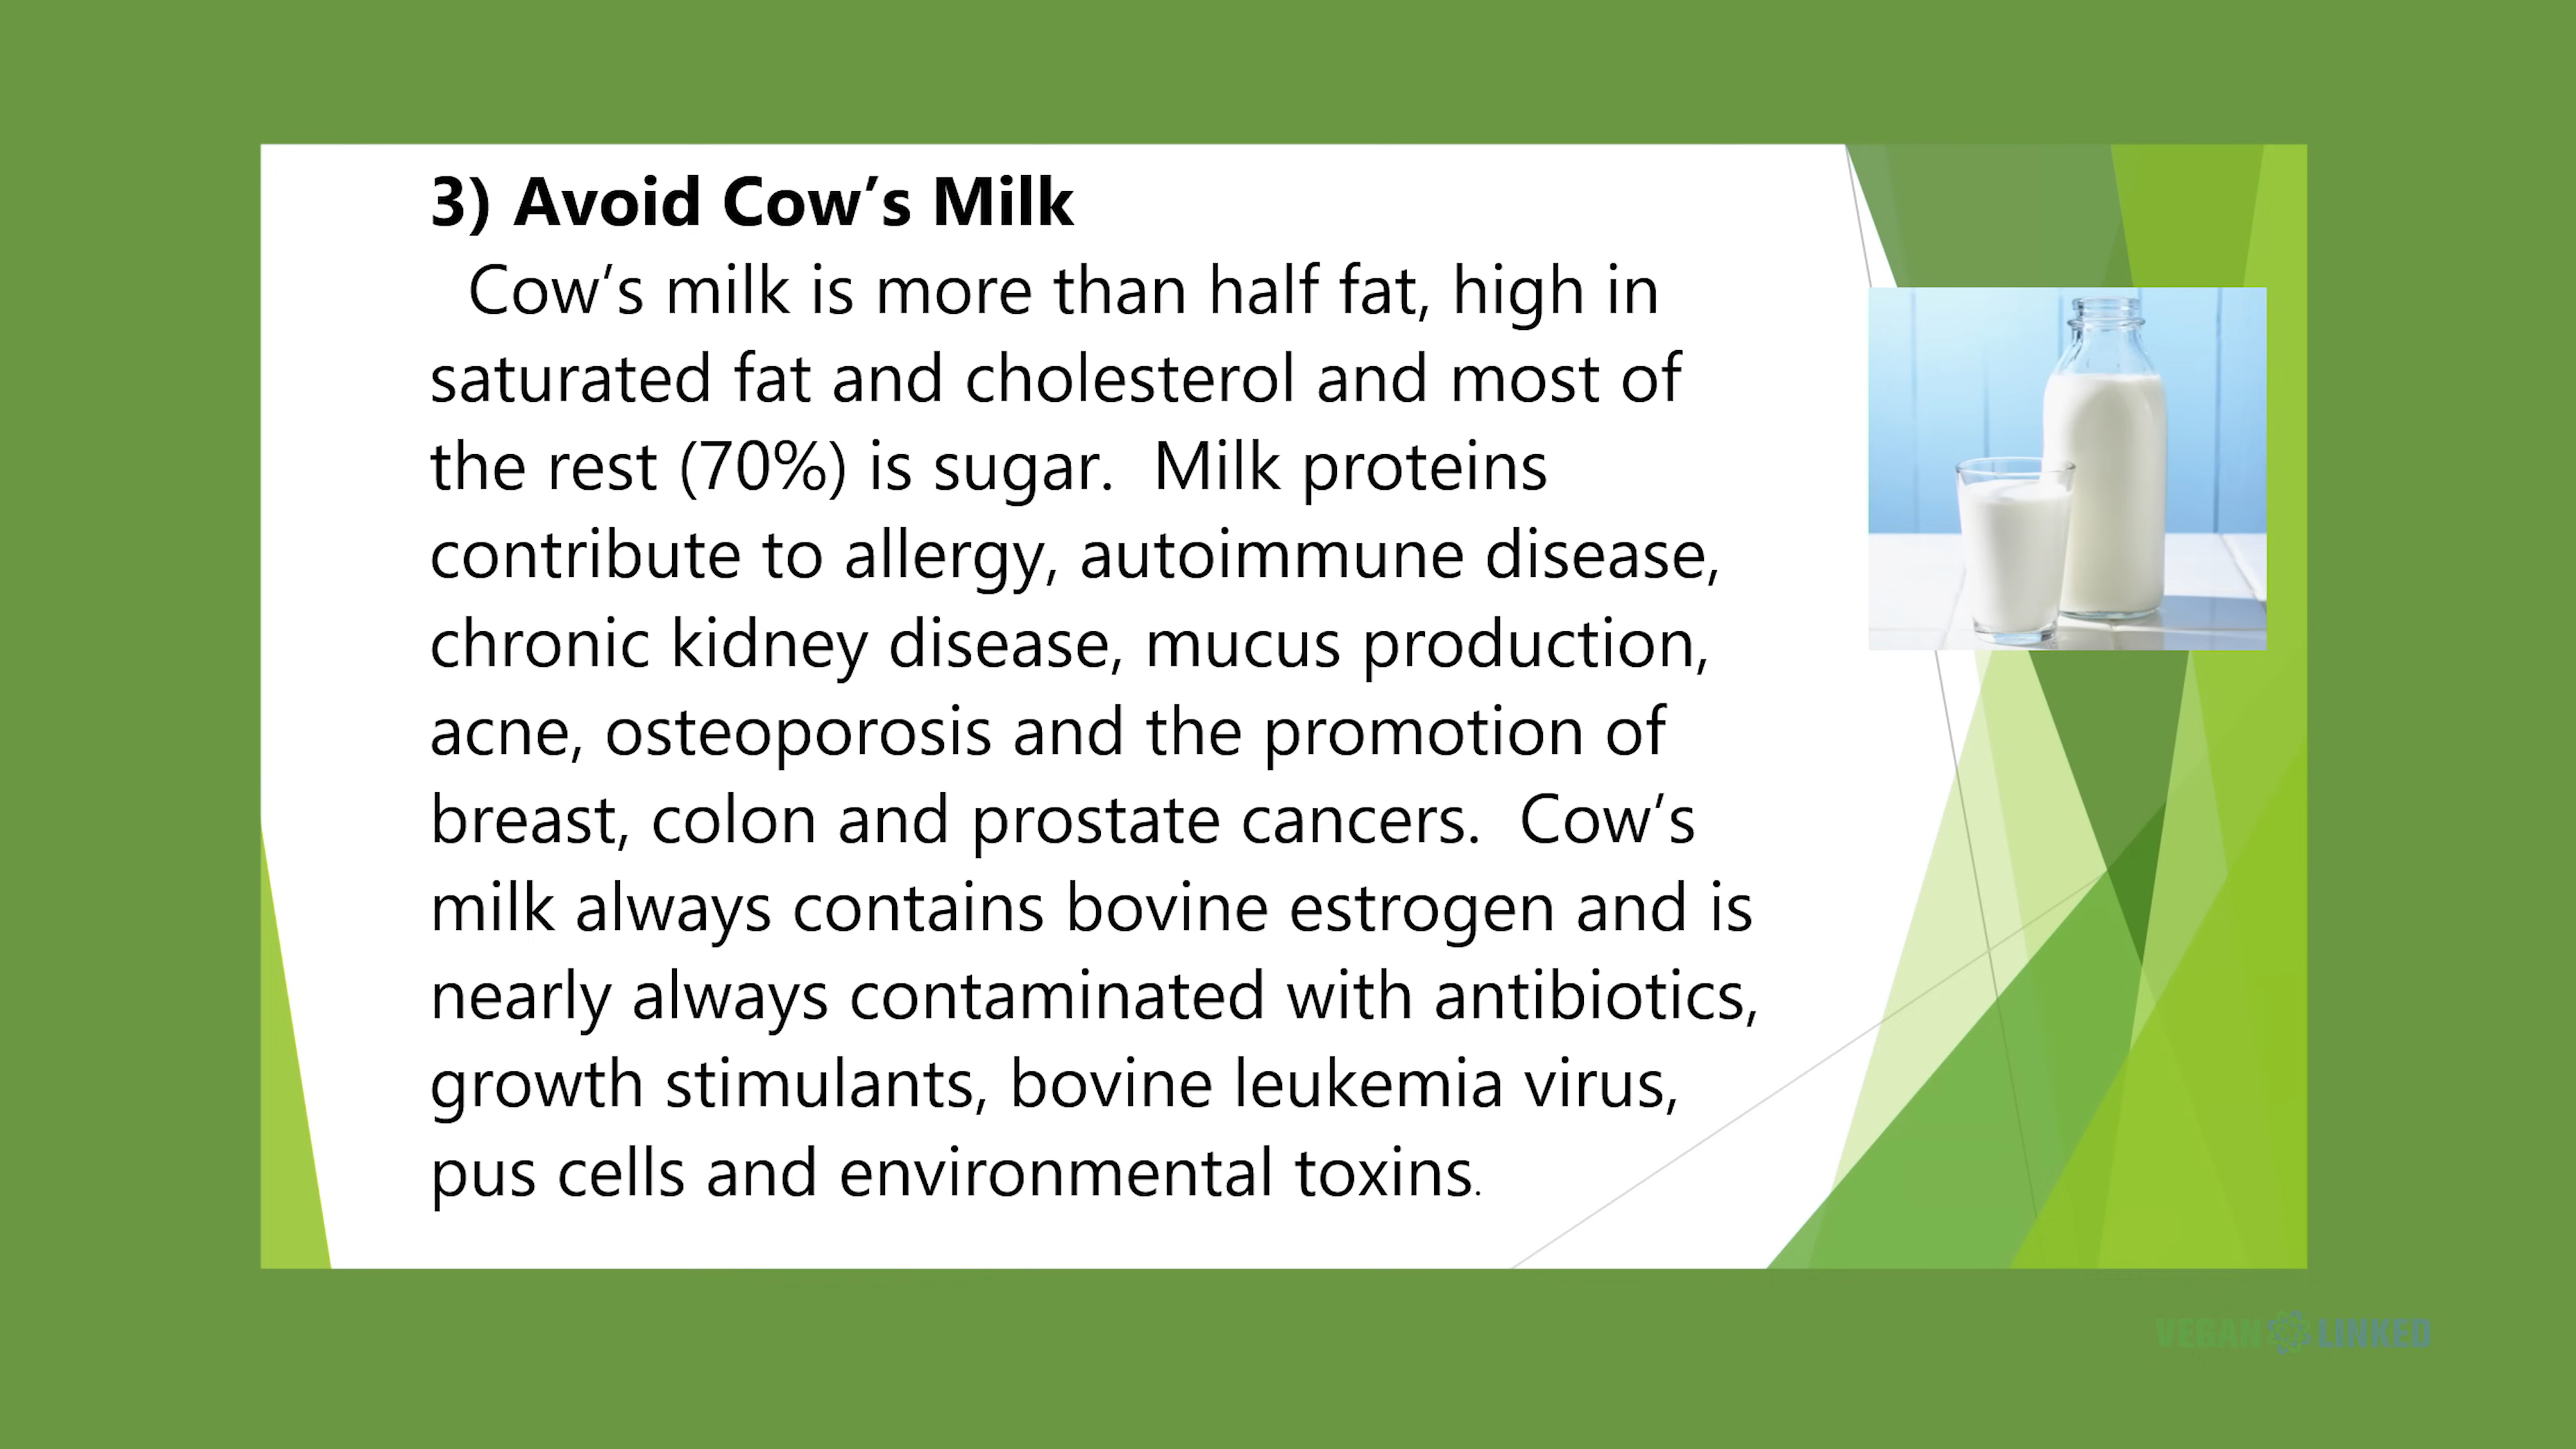 3) Avoid Cow’s Milk
Cow’s milk is more than half fat, high in
saturated fat and cholesterol and most of
the rest (70%) is sugar.  Milk proteins
contribute to allergy, autoimmune disease,
chronic kidney disease, mucus production,
acne, osteoporosis and the promotion of
breast, colon and prostate cancers.  Cow’s
milk always contains bovine estrogen and is
nearly always contaminated with antibiotics,
growth stimulants, bovine leukemia virus,
pus cells and environmental toxins.
VEGAN LINKED